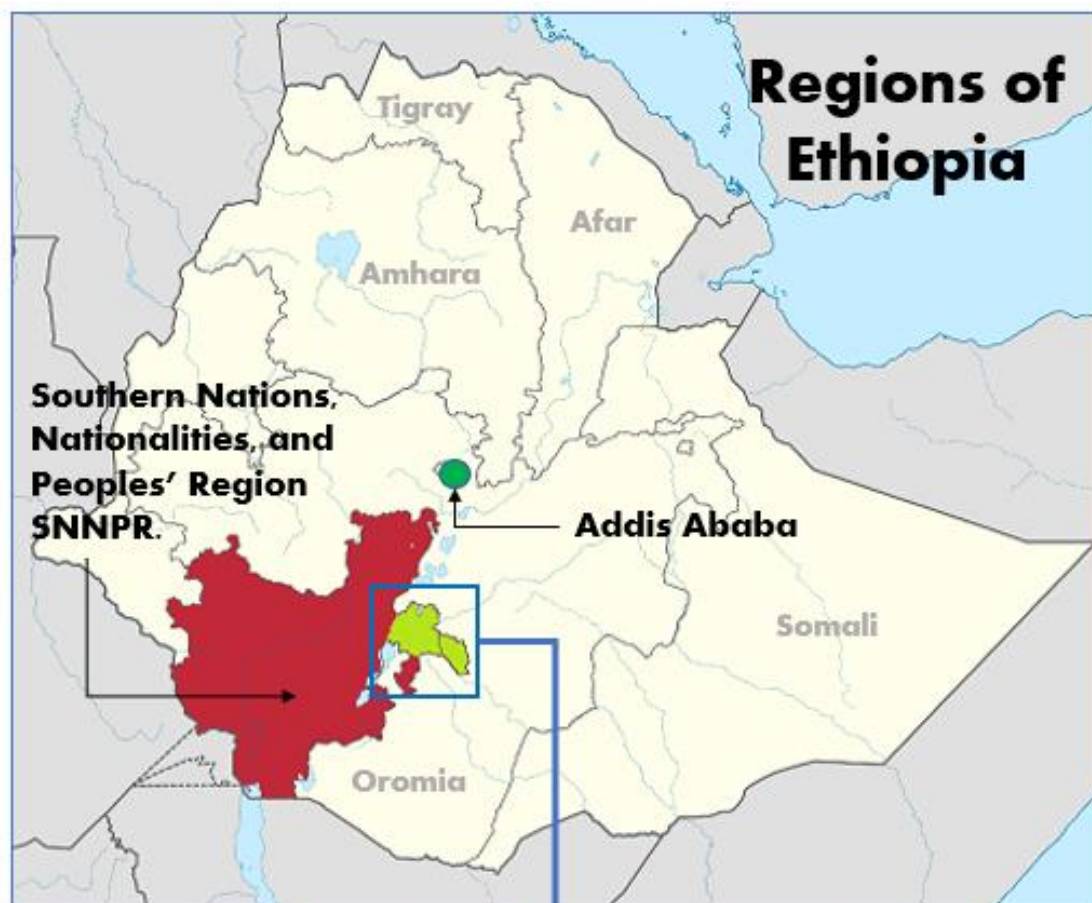 Regions of
Ethiopia
Tigray
Afar
Amhara
Southern Nations,
Nationalities, and
Peoples' Region
SNNPR.
Addis Ababa
Somali
Oromia